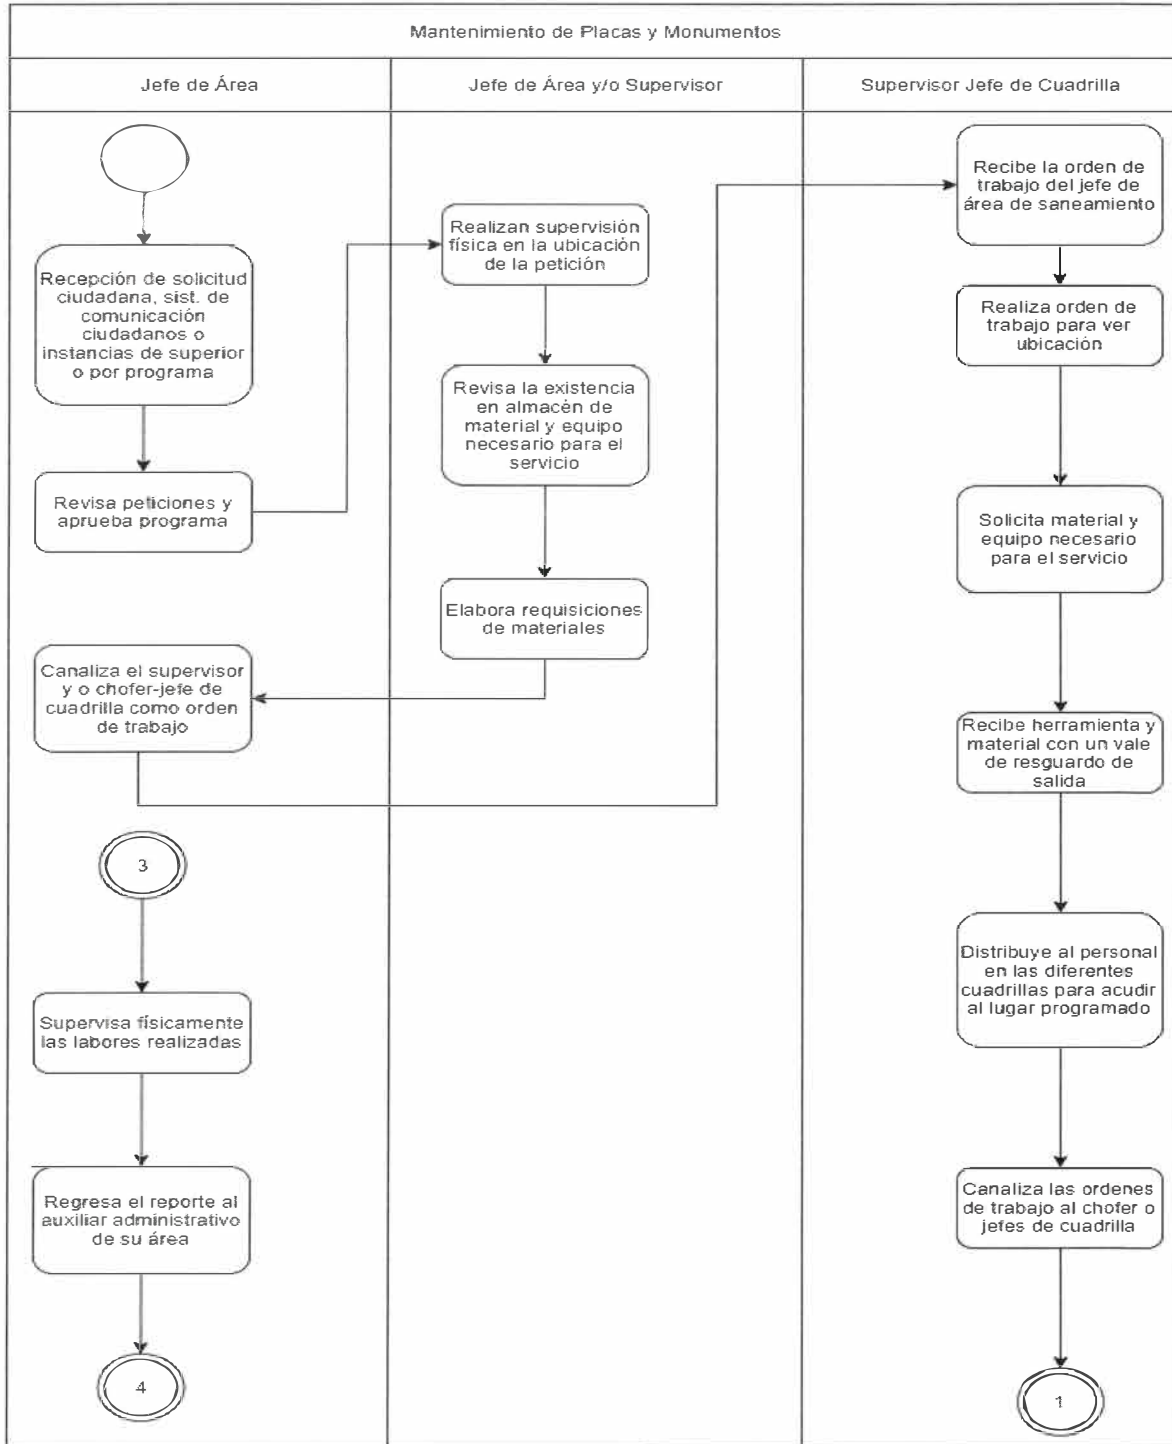 Mantenimiento de Placas y Monumentos
Jefe de Área
Jefe de Área y/o Supervisor
Supervisor Jefe de Cuadrilla
Recepción de solicitud
ciudadana, sist. de
comunicación
ciudadanos o
instancias de superior
o por programa
Revisa peticiones y
aprueba programa
Canaliza el supervisor
y o chofer-jefe de
cuadrilla como orden
de trabajo
3
Supervisa físicamente
las labores realizadas
Regresa el reporte al
auxiliar administrativo
de su área
4
Realizan supervisión
física en la ubicación
de la petición
Revisa la existencia
en almacén de
material y equipo
necesario para el
servicio
Elabora requisiciones
de materiales
Recibe la orden de
trabajo del jefe de
área de saneamiento
Realiza orden de
trabajo para ver
ubicación
Solicita material y
equipo necesario
para el servicio
Recibe herramienta y
material con un vale
de resguardo de
salida
Distribuye al personal
en las diferentes
cuadrillas para acudir
al lugar programado
Canaliza las ordenes
de trabajo al chofer o
jefes de cuadrilla
1